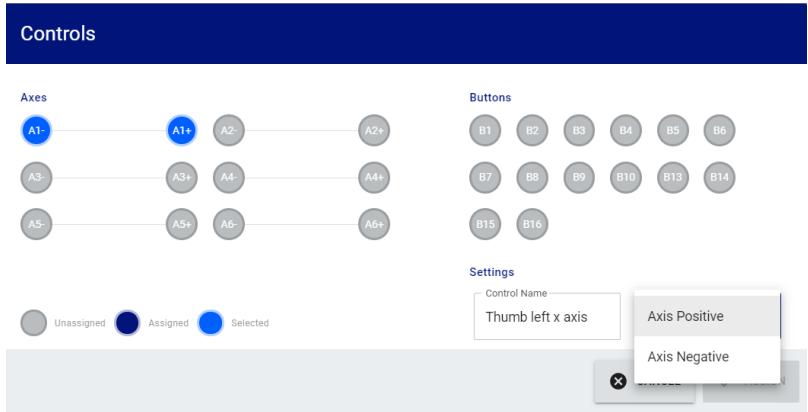 Controls
Axes
A1- A1+ A2- A2+
A3- A3+ A4- A4+
A5- A5+ A6- A6+
Unassigned Assigned Selected
Buttons
B1 B2 B3 B4 B5 B6
B7 B8 B9 B10 B13 B14
B15 B16
Settings
Control Name
Thumb left x axis
Axis Positive
Axis Negative